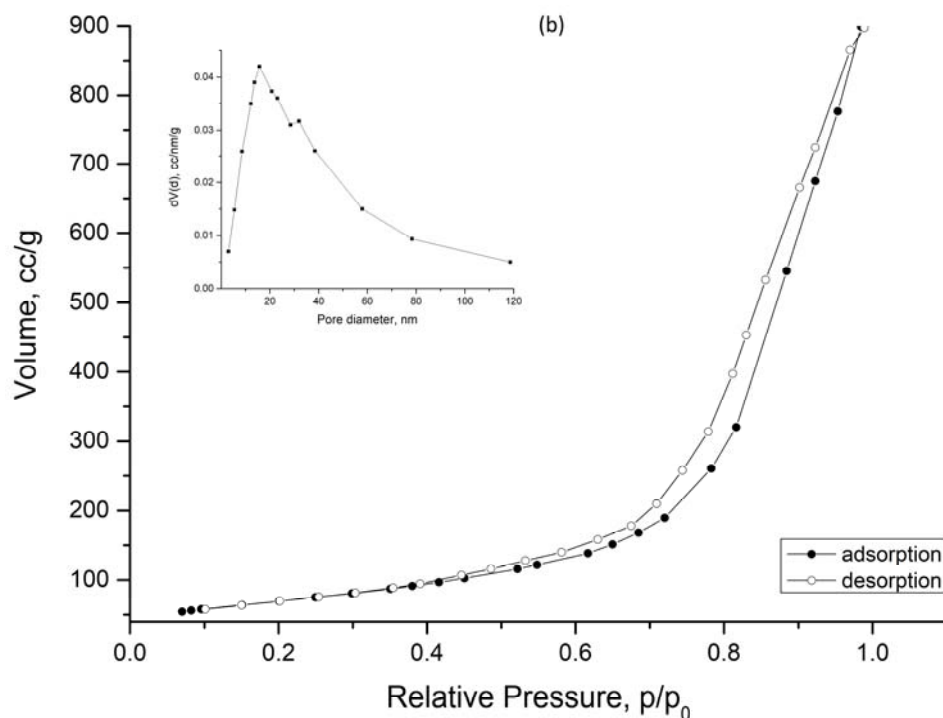 (b)
900
800
700
600
500
400
300
200
100
Volume, cc/g
0.04
0.03
0.02
0.01
0.00
dV(d), cc/nm/g
20 40 60 80 100 120
Pore diameter, nm
adsorption
desorption
0.0 0.2 0.4 0.6 0.8 1.0
Relative Pressure, p/p₀